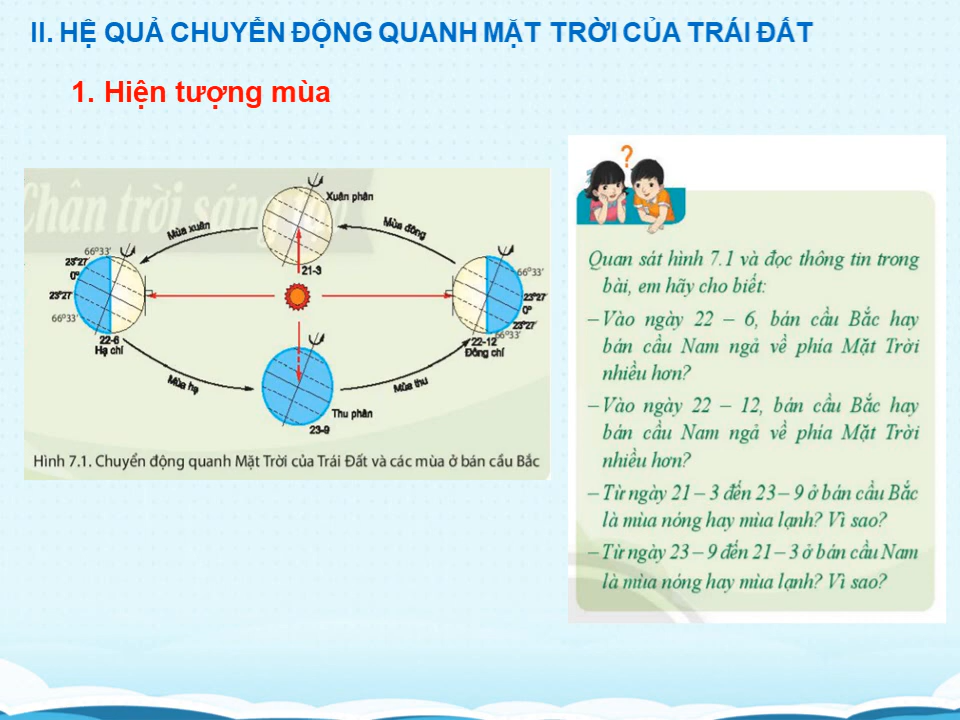 II. HỆ QUẢ CHUYỂN ĐỘNG QUANH MẶT TRỜI CỦA TRÁI ĐẤT
1. Hiện tượng mùa
Chân trời sáng tạo
Xuân phân
21-3
Mùa xuân
Mùa đông
66°33'
23°27'
0°
23°27'
66°33'
22-6
Hạ chí
66°33'
23°27'
0°
23°27'
66°33'
22-12
Đông chí
Mùa hạ
Mùa thu
Thu phân
23-9
Hình 7.1. Chuyển động quanh Mặt Trời của Trái Đất và các mùa ở bán cầu Bắc
?
Quan sát hình 7.1 và đọc thông tin trong
bài, em hãy cho biết:
– Vào ngày 22 – 6, bán cầu Bắc hay
bán cầu Nam ngả về phía Mặt Trời
nhiều hơn?
– Vào ngày 22 – 12, bán cầu Bắc hay
bán cầu Nam ngả về phía Mặt Trời
nhiều hơn?
– Từ ngày 21 – 3 đến 23 – 9 ở bán cầu Bắc
là mùa nóng hay mùa lạnh? Vì sao?
– Từ ngày 23 – 9 đến 21 – 3 ở bán cầu Nam
là mùa nóng hay mùa lạnh? Vì sao?